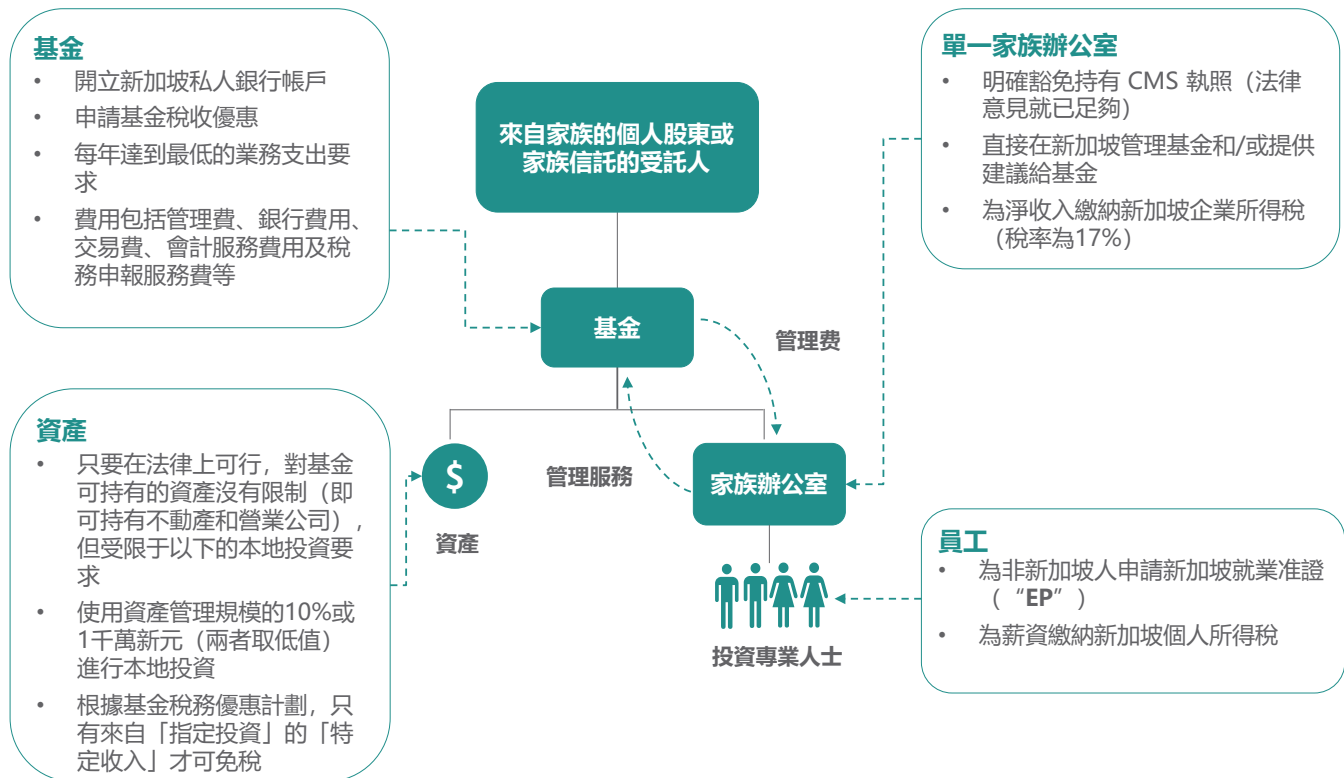 基金
• 開立新加坡私人銀行帳戶
• 申請基金稅收優惠
• 每年達到最低的業務支出要
求
• 費用包括管理費、銀行費用、
交易費、會計服務費用及稅
務申報服務費等
來自家族的個人股東或
家族信託的受託人
單一家族辦公室
• 明確豁免持有 CMS 執照（法律
意見就已足夠）
• 直接在新加坡管理基金和/或提供
建議給基金
• 為淨收入繳納新加坡企業所得稅
（稅率為17%）
基金
管理费
資產
• 只要在法律上可行，對基金
可持有的資產沒有限制（即
可持有不動產和營業公司），
但受限于以下的本地投資要
求
• 使用資產管理規模的10%或
1千萬新元（兩者取低值）
進行本地投資
• 根據基金稅務優惠計劃，只
有來自「指定投資」的「特
定收入」才可免稅
$
資產
管理服務
家族辦公室
投資專業人士
員工
• 為非新加坡人申請新加坡就業准證
（“EP”）
• 為薪資繳納新加坡個人所得稅